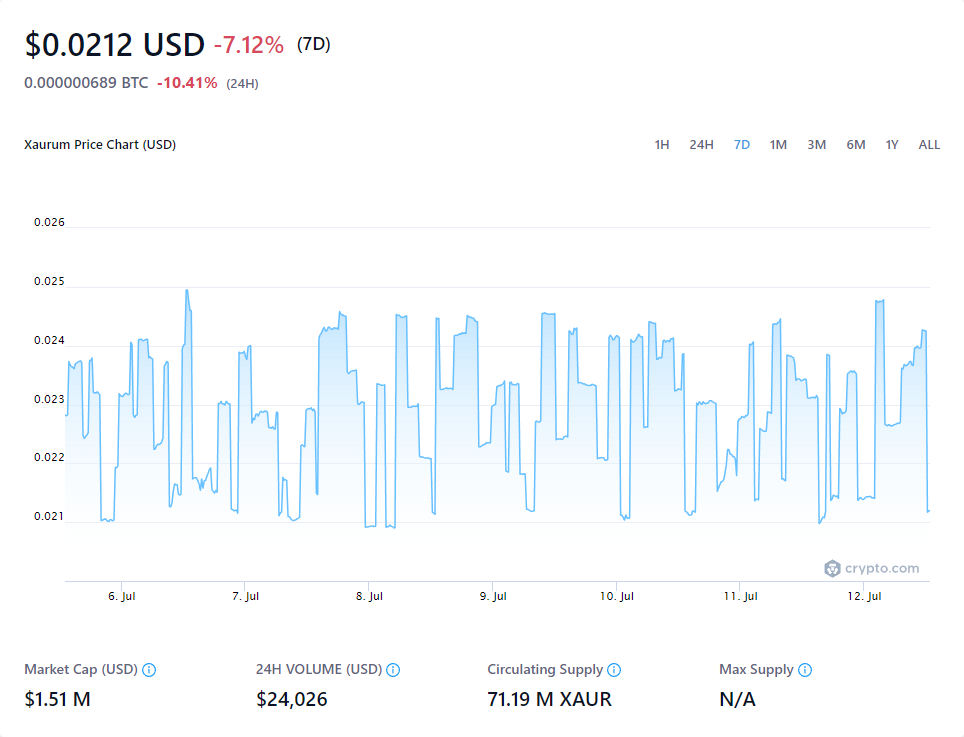 $0.0212 USD -7.12% (7D)
0.000000689 BTC -10.41% (24H)
Xaurum Price Chart (USD) 1H 24H 7D 1M 3M 6M 1Y ALL
0.026
0.025
0.024
0.023
0.022
0.021
crypto.com
6. Jul 7. Jul 8. Jul 9. Jul 10. Jul 11. Jul 12. Jul
Market Cap (USD) 24H VOLUME (USD) Circulating Supply Max Supply
$1.51 M $24,026 71.19 M XAUR N/A